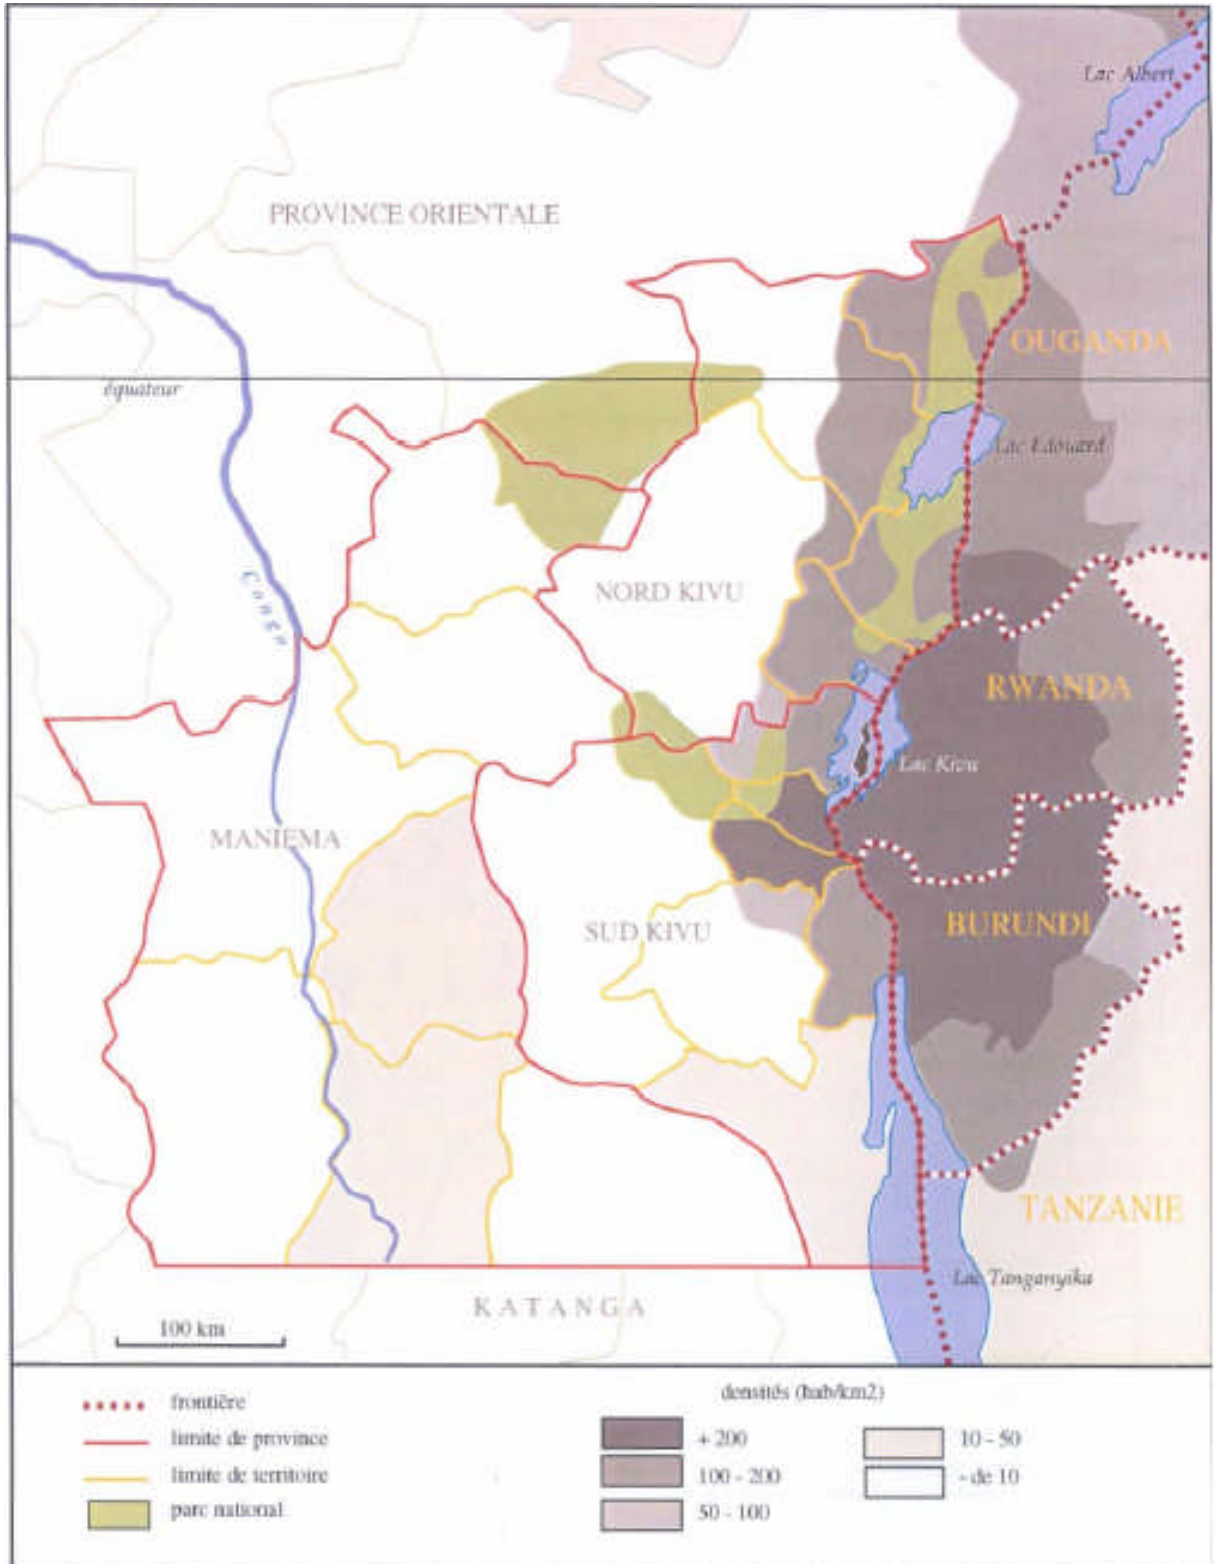 Lac Albert
PROVINCE ORIENTALE
OUGANDA
équateur
Lac Edouard
Congo
NORD KIVU
RWANDA
Lac Kivu
MANIEMA
SUD KIVU
BURUNDI
TANZANIE
Lac Tanganyika
KATANGA
100 km
densités (hab/km2)
frontière
limite de province
limite de territoire
parc national
+ 200
100 - 200
50 - 100
10 - 50
- de 10